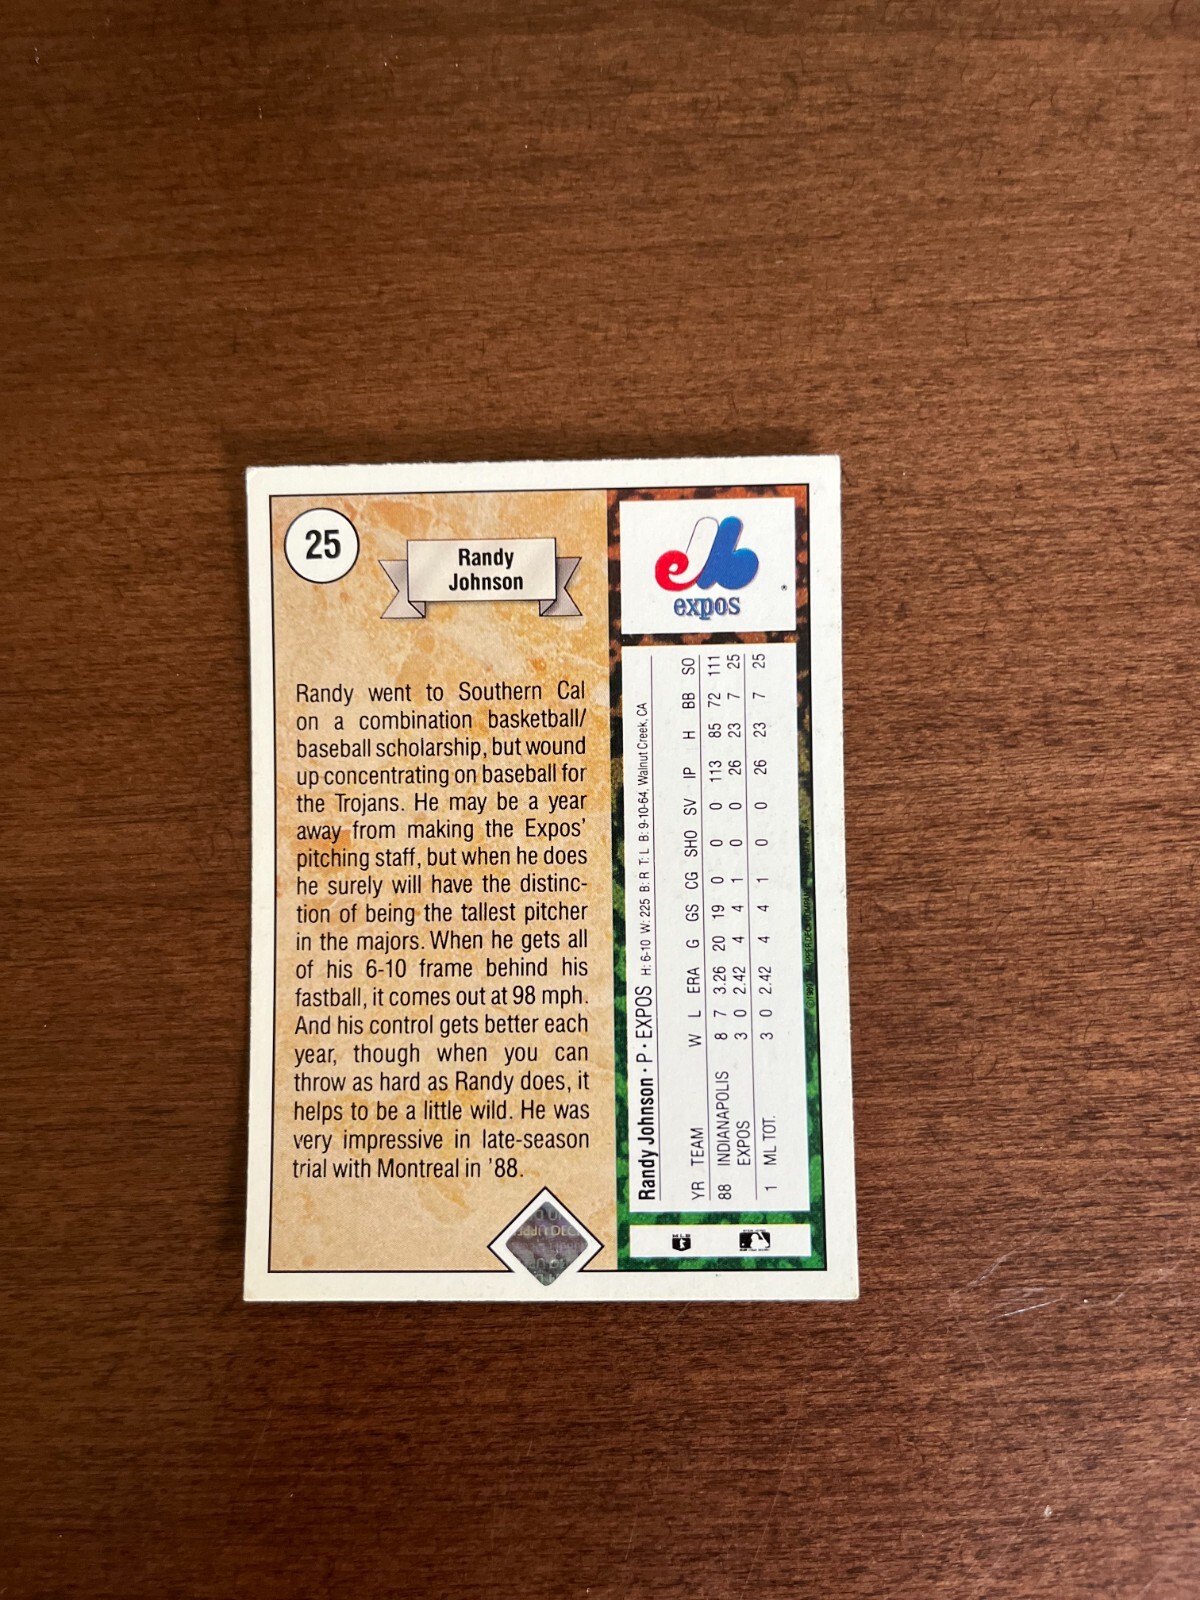 25
Randy
Johnson
Randy went to Southern Cal
on a combination basketball/
baseball scholarship, but wound
up concentrating on baseball for
the Trojans. He may be a year
away from making the Expos'
pitching staff, but when he does
he surely will have the distinc-
tion of being the tallest pitcher
in the majors. When he gets all
of his 6-10 frame behind his
fastball, it comes out at 98 mph.
And his control gets better each
year, though when you can
throw as hard as Randy does, it
helps to be a little wild. He was
very impressive in late-season
trial with Montreal in '88.
expos
Randy Johnson · P · EXPOS H: 6-10 W: 225 B: R T: L B: 9-10-64, Walnut Creek, CA
YR TEAM W L ERA G GS CG SHO SV IP H BB SO
88 INDIANAPOLIS 8 7 3.26 20 19 0 0 0 113 85 72 111
EXPOS 3 0 2.42 4 4 1 0 0 26 23 7 25
1 ML TOT. 3 0 2.42 4 4 1 0 0 26 23 7 25